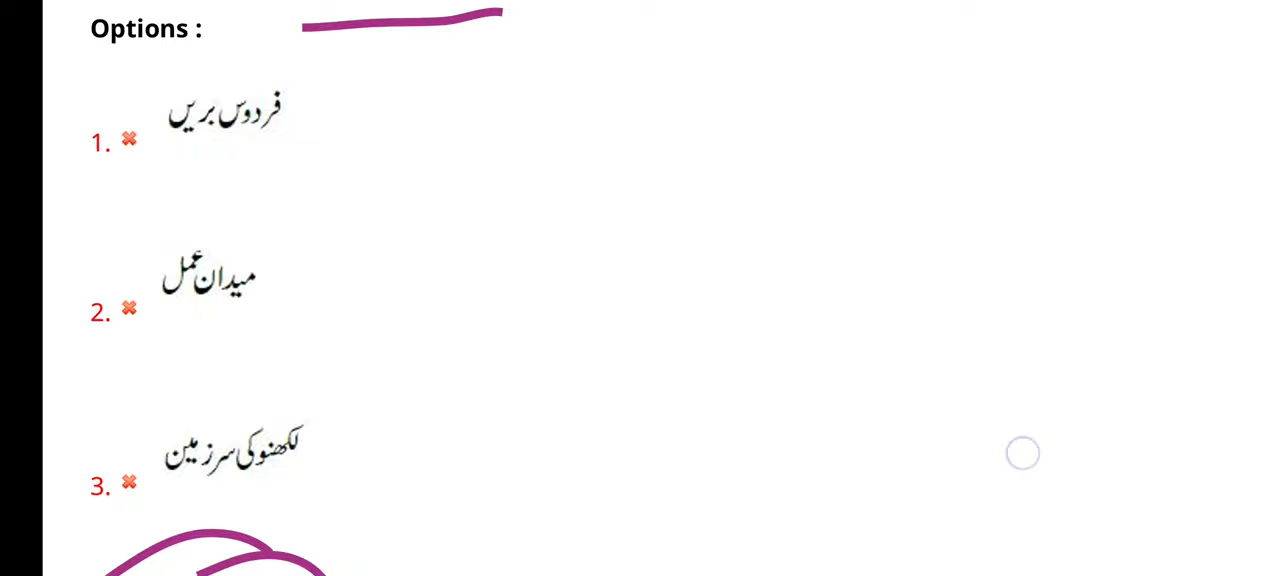 Options :
فردوس بریں
1.
میدان عمل
2.
لکھنو کی سرزمین
3.